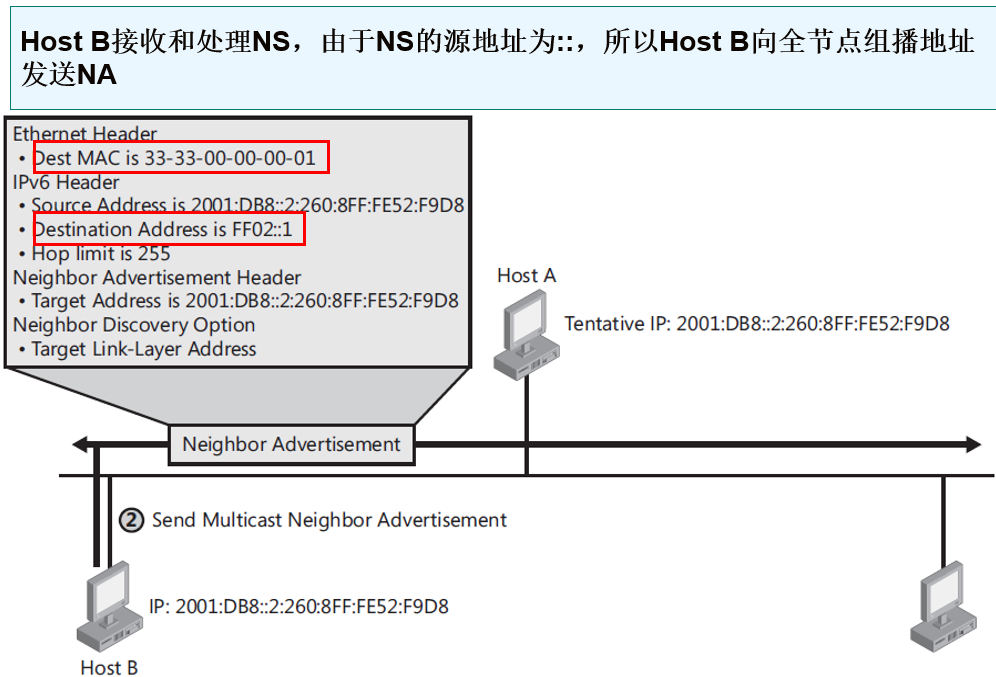 Host B接收和处理NS，由于NS的源地址为::，所以Host B向全节点组播地址
发送NA
Ethernet Header
• Dest MAC is 33-33-00-00-00-01
IPv6 Header
• Source Address is 2001:DB8::2:260:8FF:FE52:F9D8
• Destination Address is FF02::1
• Hop limit is 255
Neighbor Advertisement Header
• Target Address is 2001:DB8::2:260:8FF:FE52:F9D8
Neighbor Discovery Option
• Target Link-Layer Address
Host A
Tentative IP: 2001:DB8::2:260:8FF:FE52:F9D8
Neighbor Advertisement
2 Send Multicast Neighbor Advertisement
IP: 2001:DB8::2:260:8FF:FE52:F9D8
Host B